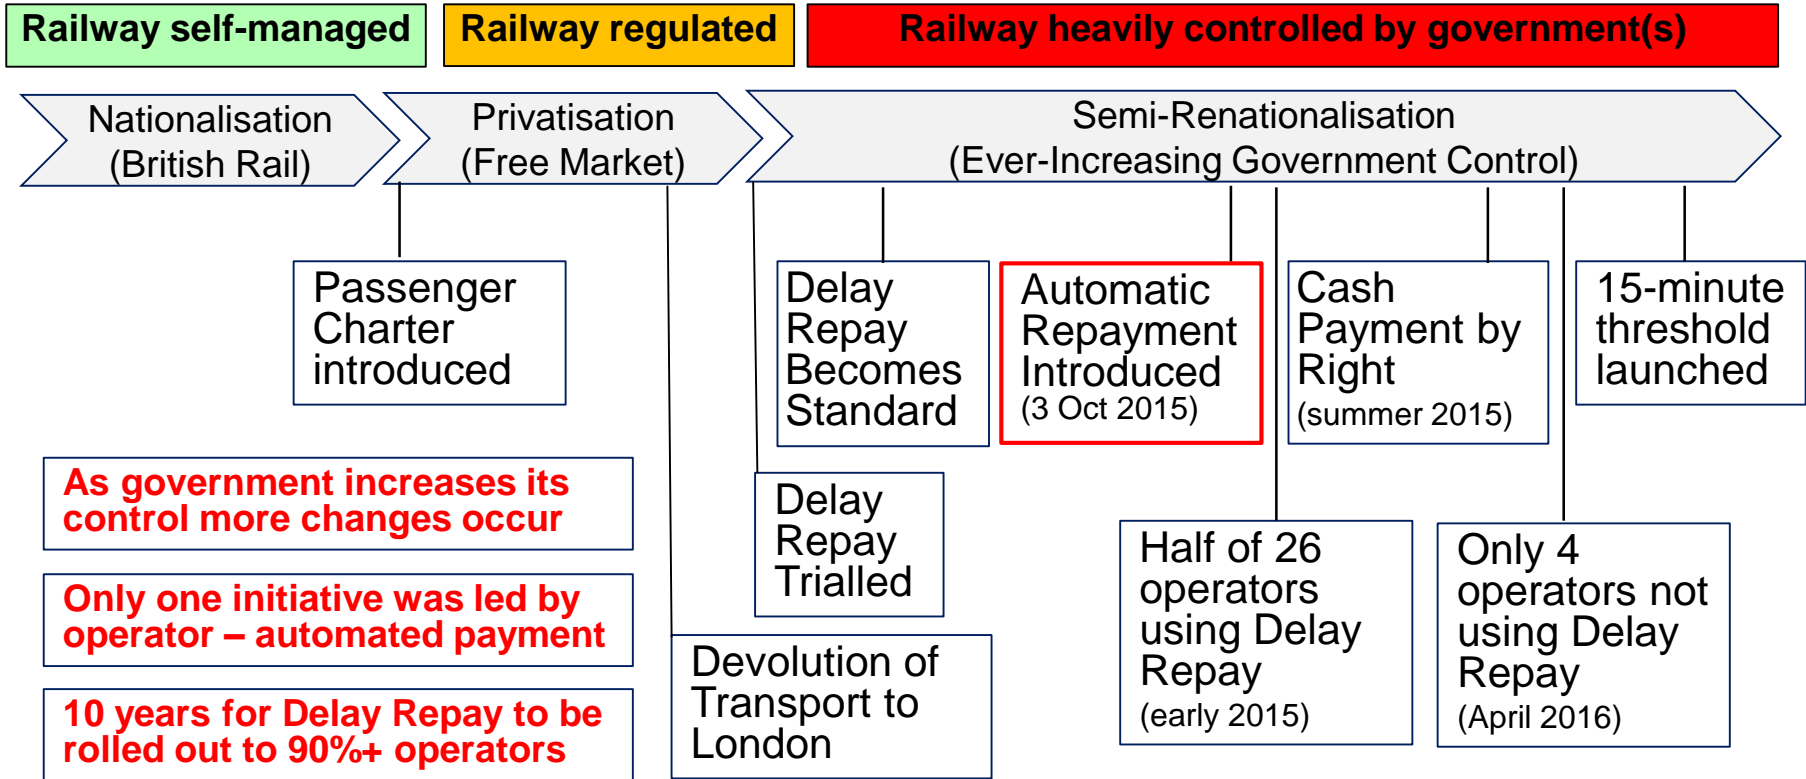 Railway self-managed
Railway regulated
Railway heavily controlled by government(s)
Nationalisation
(British Rail)
Privatisation
(Free Market)
Semi-Renationalisation
(Ever-Increasing Government Control)
Passenger
Charter
introduced
Delay
Repay
Becomes
Standard
Automatic
Repayment
Introduced
(3 Oct 2015)
Cash
Payment by
Right
(summer 2015)
15-minute
threshold
launched
As government increases its
control more changes occur
Only one initiative was led by
operator – automated payment
10 years for Delay Repay to be
rolled out to 90%+ operators
Delay
Repay
Trialled
Devolution of
Transport to
London
Half of 26
operators
using Delay
Repay
(early 2015)
Only 4
operators not
using Delay
Repay
(April 2016)